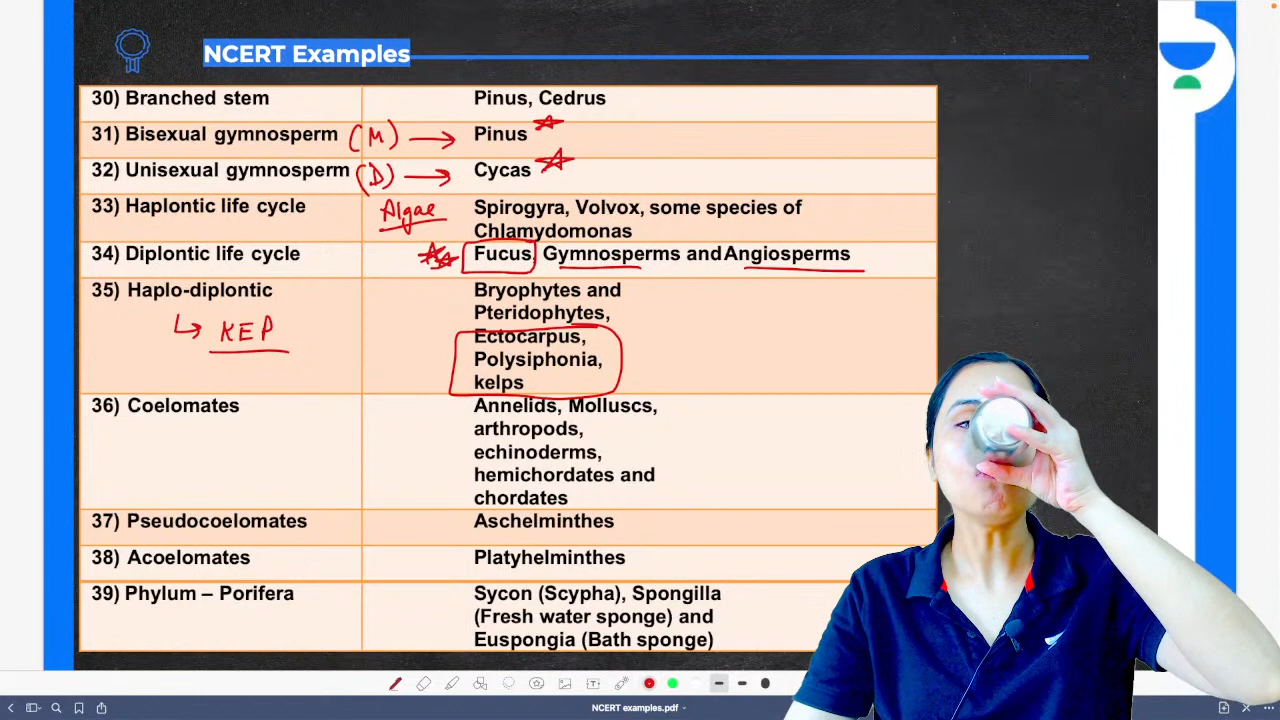 NCERT Examples
30) Branched stem Pinus, Cedrus
31) Bisexual gymnosperm (M) → Pinus
32) Unisexual gymnosperm (D) → Cycas
33) Haplontic life cycle Algae Spirogyra, Volvox, some species of
Chlamydomonas
34) Diplontic life cycle Fucus, Gymnosperms and Angiosperms
35) Haplo-diplontic Bryophytes and
Pteridophytes,
↳ KEP Ectocarpus,
Polysiphonia,
kelps
36) Coelomates Annelids, Molluscs,
arthropods,
echinoderms,
hemichordates and
chordates
37) Pseudocoelomates Aschelminthes
38) Acoelomates Platyhelminthes
39) Phylum – Porifera Sycon (Scypha), Spongilla
(Fresh water sponge) and
Euspongia (Bath sponge)
NCERT examples.pdf